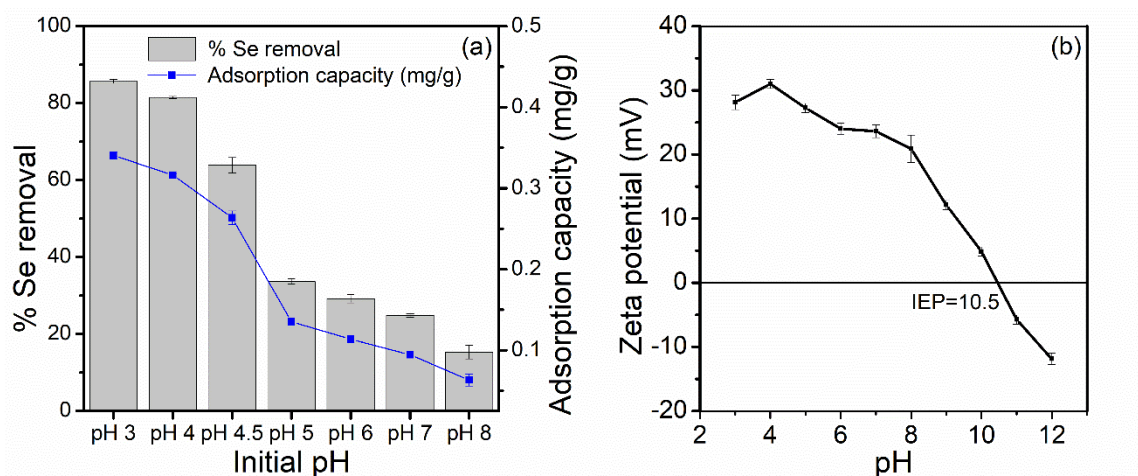 (a)
% Se removal
Adsorption capacity (mg/g)
% Se removal
100
80
60
40
20
0
0.5
0.4
0.3
0.2
0.1
Adsorption capacity (mg/g)
pH 3 pH 4 pH 4.5 pH 5 pH 6 pH 7 pH 8
Initial pH
(b)
Zeta potential (mV)
40
30
20
10
0
-10
-20
IEP=10.5
2 4 6 8 10 12
pH